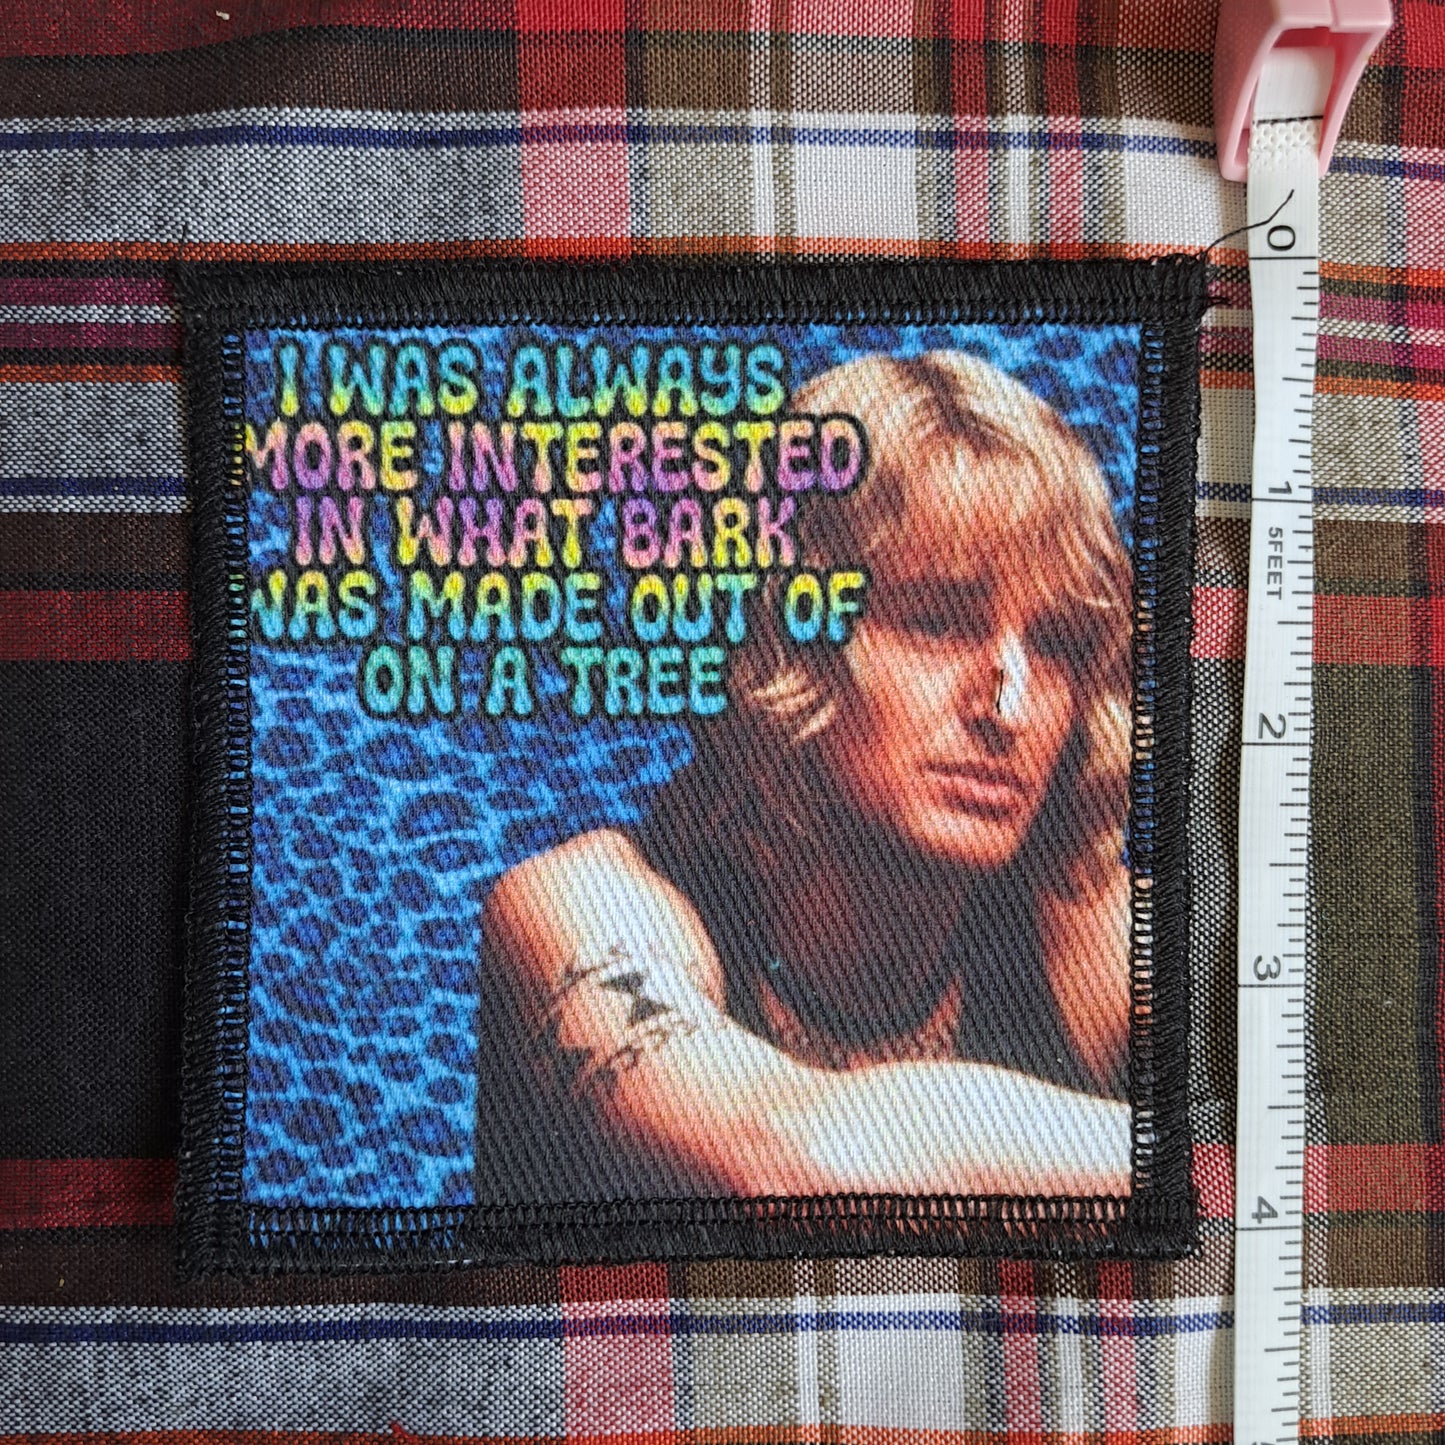 I WAS ALWAYS
MORE INTERESTED
IN WHAT BARK
WAS MADE OUT OF
ON A TREE
0
1
5FEET
2
3
4